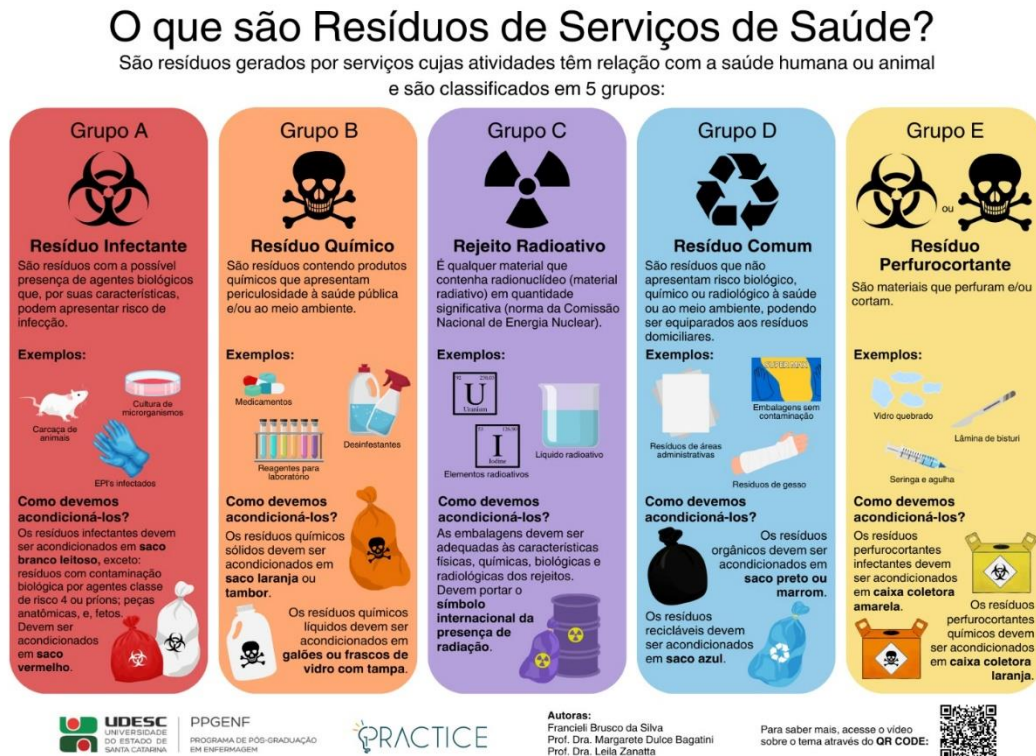 O que são Resíduos de Serviços de Saúde?
São resíduos gerados por serviços cujas atividades têm relação com a saúde humana ou animal
e são classificados em 5 grupos:
Grupo A
Resíduo Infectante
São resíduos com a possível
presença de agentes biológicos
que, por suas características,
podem apresentar risco de
infecção.
Exemplos:
Cultura de
microrganismos
Carcaça de
animais
EPI's infectados
Como devemos
acondicioná-los?
Os resíduos infectantes devem
ser acondicionados em saco
branco leitoso, exceto:
resíduos com contaminação
biológica por agentes classe
de risco 4 ou príons; peças
anatômicas, e, fetos.
Devem ser
acondicionados
em saco
vermelho.
Grupo B
Resíduo Químico
São resíduos contendo produtos
químicos que apresentam
periculosidade à saúde pública
e/ou ao meio ambiente.
Exemplos:
Medicamentos
Desinfestantes
Reagentes para
laboratório
Como devemos
acondicioná-los?
Os resíduos químicos
sólidos devem ser
acondicionados em
saco laranja ou
tambor.
Os resíduos químicos
líquidos devem ser
acondicionados em
galões ou frascos de
vidro com tampa.
Grupo C
Rejeito Radioativo
É qualquer material que
contenha radionuclídeo (material
radiativo) em quantidade
significativa (norma da Comissão
Nacional de Energia Nuclear).
Exemplos:
U
Uranium
I
Iodine
Elementos radioativos
Líquido radioativo
Como devemos
acondicioná-los?
As embalagens devem ser
adequadas às características
físicas, químicas, biológicas e
radiológicas dos rejeitos.
Devem portar o
símbolo
internacional da
presença de
radiação.
Grupo D
Resíduo Comum
São resíduos que não
apresentam risco biológico,
químico ou radiológico à saúde
ou ao meio ambiente, podendo
ser equiparados aos resíduos
domiciliares.
Exemplos:
Embalagens sem
contaminação
Resíduos de áreas
administrativas
Resíduos de gesso
Como devemos
acondicioná-los?
Os resíduos
orgânicos devem ser
acondicionados em
saco preto ou
marrom.
Os resíduos
recicláveis devem
ser acondicionados
em saco azul.
Grupo E
ou
Resíduo
Perfurocortante
São materiais que perfuram e/ou
cortam.
Exemplos:
Vidro quebrado
Lâmina de bisturi
Seringa e agulha
Como devemos
acondicioná-los?
Os resíduos
perfurocortantes
infectantes devem ser
acondicionados
em caixa coletora
amarela.
Os resíduos
perfurocortantes
químicos devem
ser acondicionados
em caixa coletora
laranja.
UDESC
UNIVERSIDADE
DO ESTADO DE
SANTA CATARINA
PPGENF
PROGRAMA DE PÓS-GRADUAÇÃO
EM ENFERMAGEM
PRACTICE
Autoras:
Francieli Brusco da Silva
Prof. Dra. Margarete Dulce Bagatini
Prof. Dra. Leila Zanatta
Para saber mais, acesse o vídeo
sobre o tema através do QR CODE: